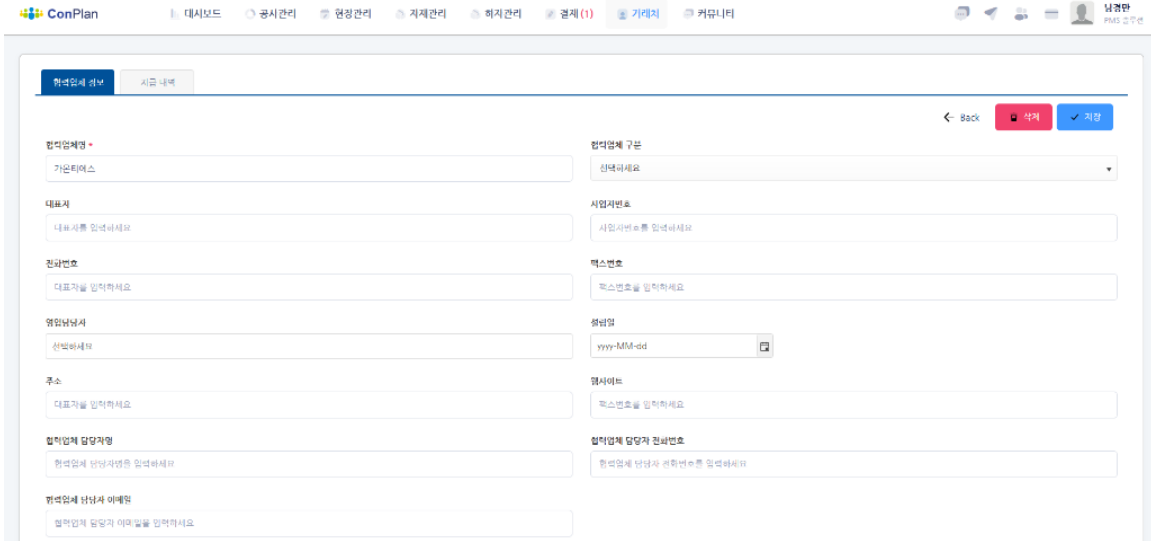 ConPlan 대시보드 공사관리 현장관리 자재관리 하자관리 결제 (1) 거래처 커뮤니티 남경만
PMS 솔루션
협력업체 정보 지급 내역
← Back 삭제 저장
협력업체명 * 협력업체 구분
가온티어스 선택하세요
대표자 사업자번호
대표자를 입력하세요 사업자번호를 입력하세요
전화번호 팩스번호
대표자를 입력하세요 팩스번호를 입력하세요
영업담당자 설립일
선택하세요 yyyy-MM-dd
주소 웹사이트
대표자를 입력하세요 팩스번호를 입력하세요
협력업체 담당자명 협력업체 담당자 전화번호
협력업체 담당자명을 입력하세요 협력업체 담당자 전화번호를 입력하세요
협력업체 담당자 이메일
협력업체 담당자 이메일을 입력하세요